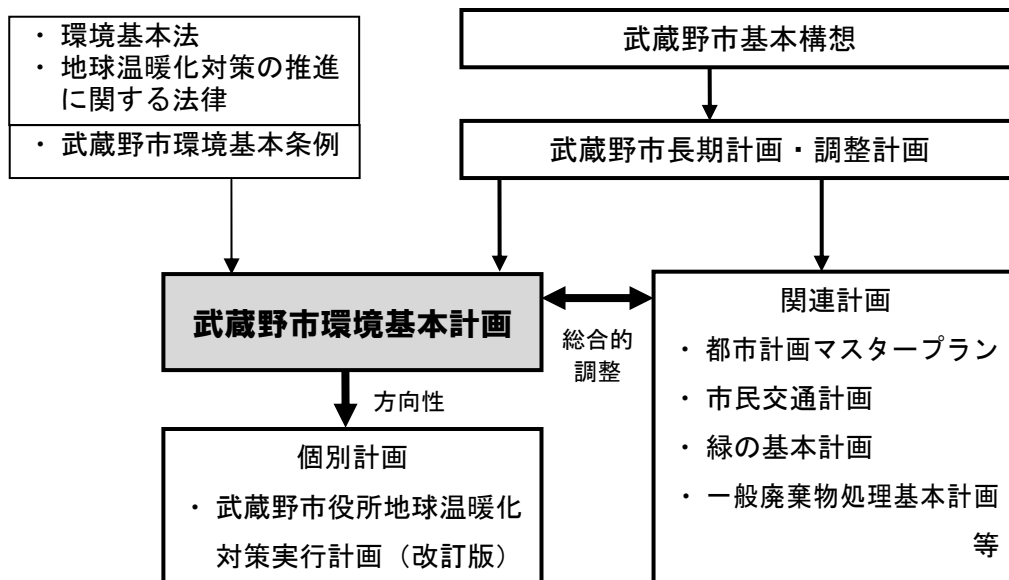 ・ 環境基本法
・ 地球温暖化対策の推進
に関する法律
・ 武蔵野市環境基本条例
武蔵野市基本構想
武蔵野市長期計画・調整計画
武蔵野市環境基本計画
総合的
調整
方向性
個別計画
・ 武蔵野市役所地球温暖化
対策実行計画（改訂版）
関連計画
・ 都市計画マスタープラン
・ 市民交通計画
・ 緑の基本計画
・ 一般廃棄物処理基本計画
等